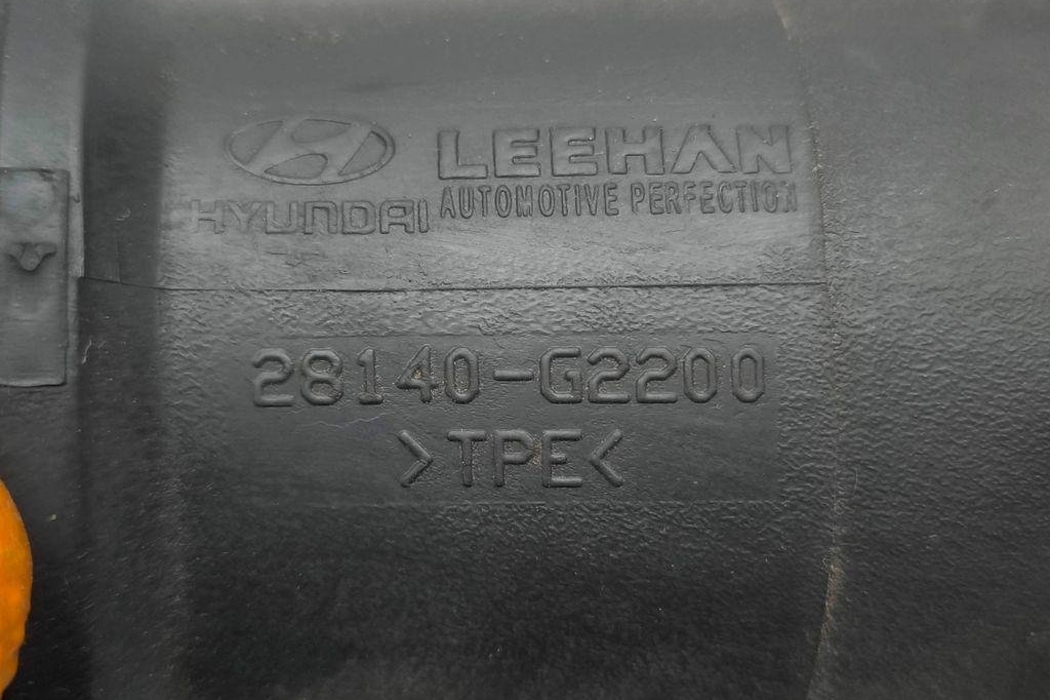 LEEHAN
HYUNDAI AUTOMOTIVE PERFECTION
28140-G2200
>TPE<